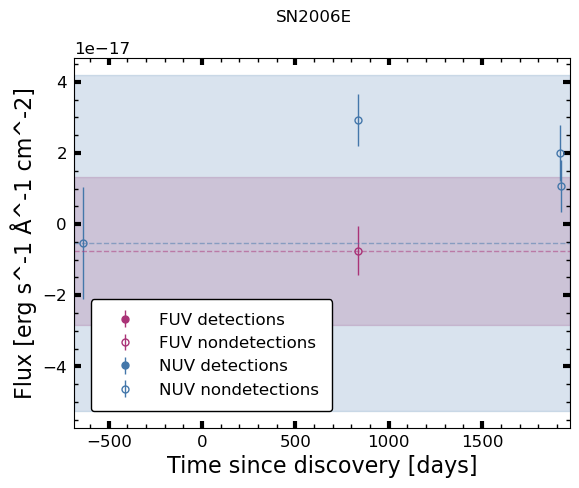 SN2006E
1e−17
4
2
0
−2
−4
Flux [erg s^-1 Å^-1 cm^-2]
FUV detections
FUV nondetections
NUV detections
NUV nondetections
−500
0
500
1000
1500
Time since discovery [days]